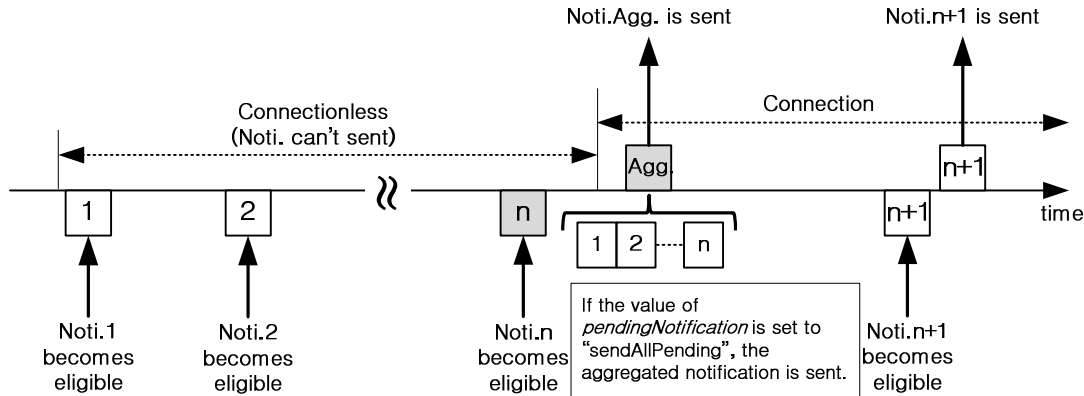 Noti.Agg. is sent
Noti.n+1 is sent
Connectionless
(Noti. can't sent)
Connection
Agg.
n+1
1
2
n
n+1
time
1
2
n
Noti.1
becomes
eligible
Noti.2
becomes
eligible
Noti.n
becomes
eligible
If the value of
pendingNotification is set to
“sendAllPending”, the
aggregated notification is sent.
Noti.n+1
becomes
eligible